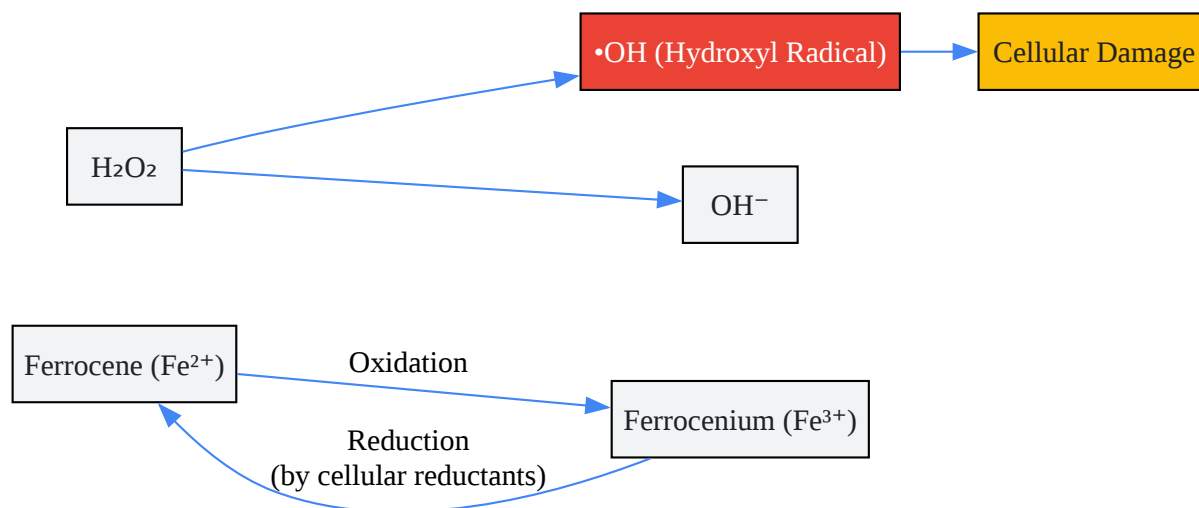 •OH (Hydroxyl Radical)
Cellular Damage
H₂O₂
OH⁻
Ferrocene (Fe²⁺)
Oxidation
Ferrocenium (Fe³⁺)
Reduction
(by cellular reductants)